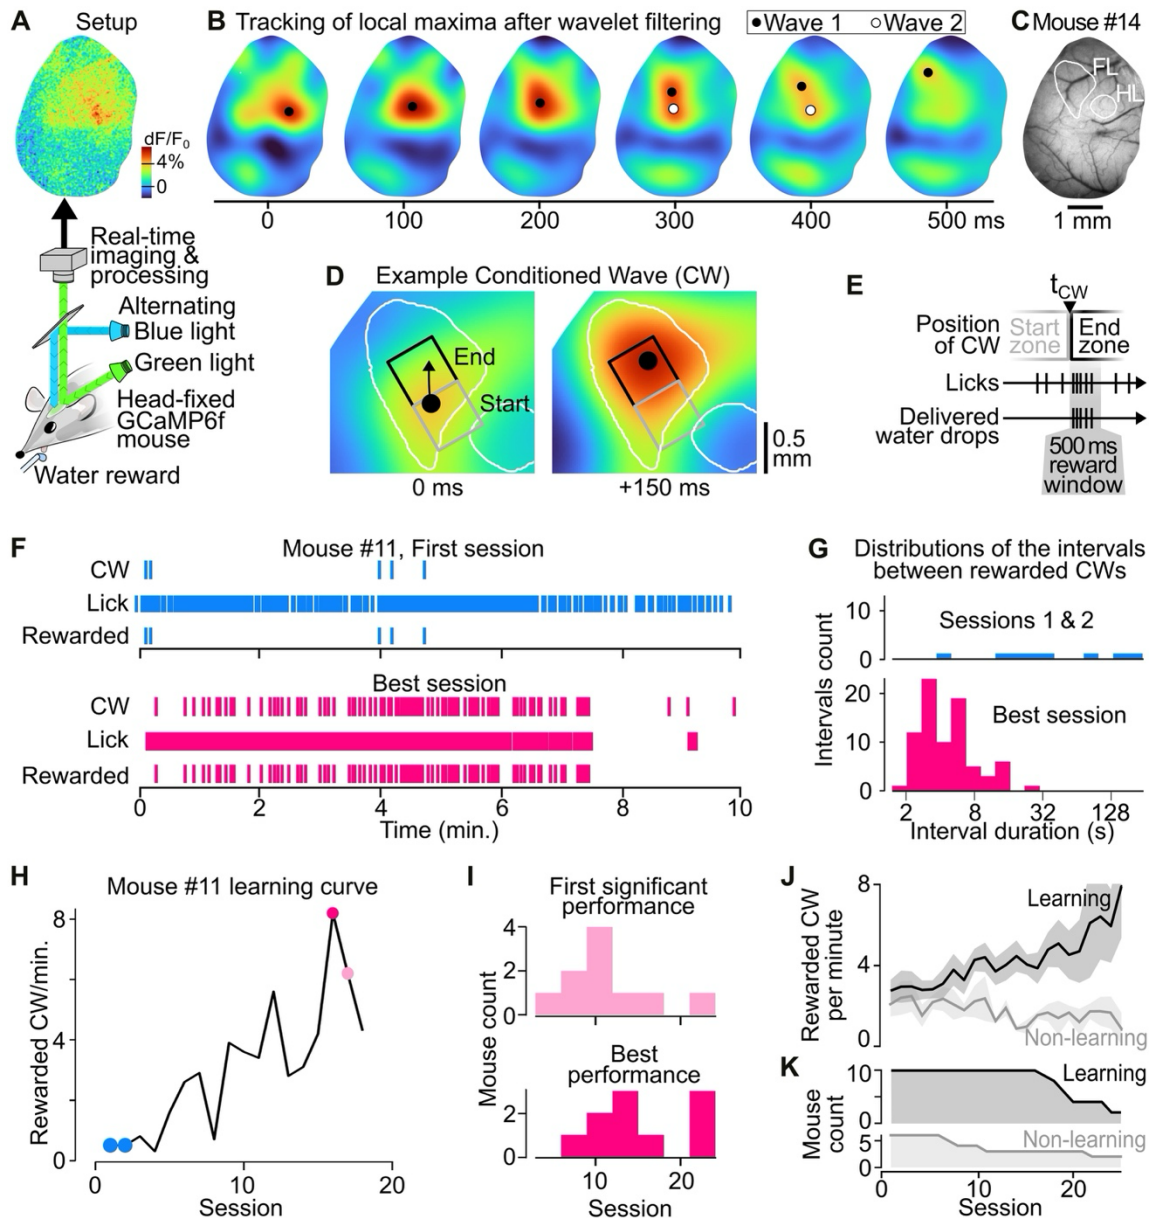 A
Setup
dF/F0
4%
0
Real-time
imaging &
processing
Alternating
Blue light
Green light
Head-fixed
GCaMP6f
mouse
Water reward
B Tracking of local maxima after wavelet filtering
Wave 1 Wave 2
0 100 200 300 400 500 ms
C Mouse #14
FL
HL
1 mm
D Example Conditioned Wave (CW)
End
Start
0 ms
+150 ms
0.5
mm
E
tCW
Position
of CW
Start
zone
End
zone
Licks
Delivered
water drops
500 ms
reward
window
F
Mouse #11, First session
CW
Lick
Rewarded
Best session
CW
Lick
Rewarded
0 2 4 6 8 10
Time (min.)
G Distributions of the intervals
between rewarded CWs
Intervals count
10
0
Sessions 1 & 2
20
10
0
Best session
2 8 32 128
Interval duration (s)
H
Mouse #11 learning curve
Rewarded CW/min.
8
4
0
0 10 20
Session
I
First significant
performance
Mouse count
4
2
0
10 20
Best
performance
2
0
10 20
Session
J
Rewarded CW
per minute
8
4
0
Learning
Non-learning
K
Mouse
count
10
0
Learning
5
0
Non-learning
0 10 20
Session